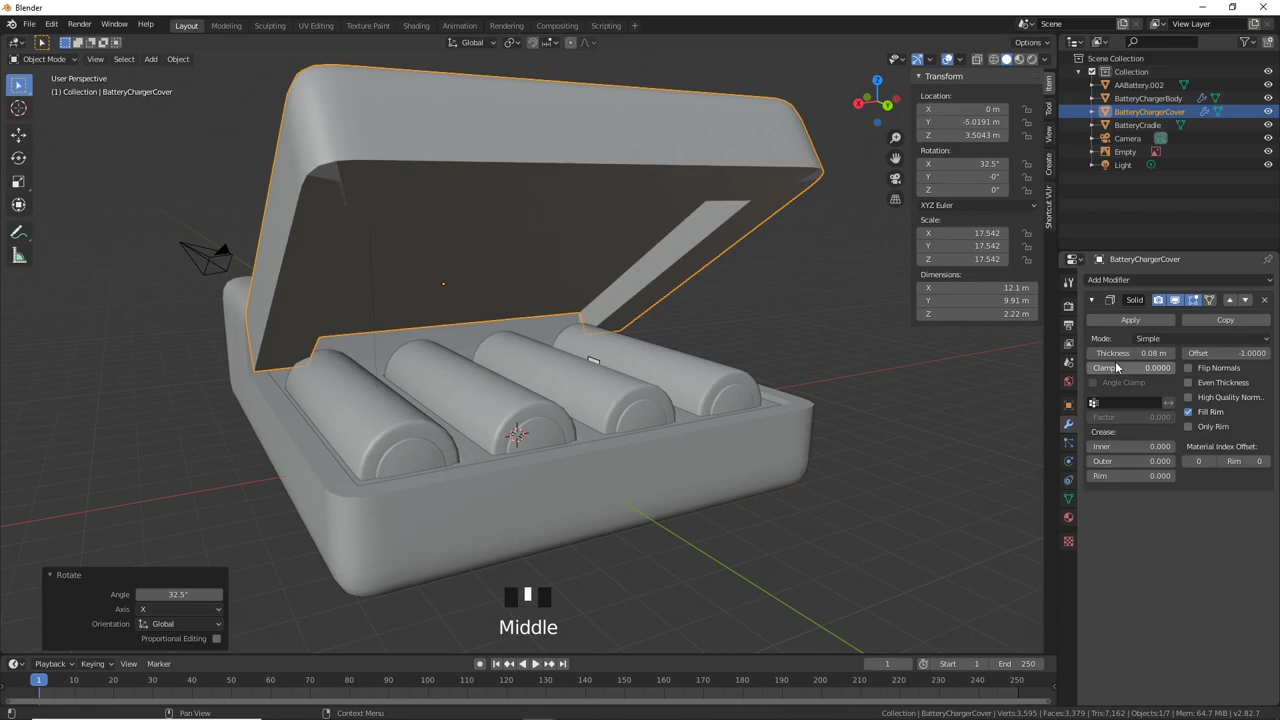 Blender
File Edit Render Window Help Layout Modeling Sculpting UV Editing Texture Paint Shading Animation Rendering Compositing Scripting + Scene View Layer
Global Options
Object Mode View Select Add Object
User Perspective
(1) Collection | BatteryChargerCover
Z
X Y
Transform
Location:
X 0 m
Y -5.0191 m
Z 3.5043 m
Rotation:
X 32.5°
Y -0°
Z 0°
XYZ Euler
Scale:
X 17.542
Y 17.542
Z 17.542
Dimensions:
X 12.1 m
Y 9.91 m
Z 2.22 m
Item
Tool
View
Create
Shortcut VUr
Scene Collection
Collection
AABattery.002
BatteryChargerBody
BatteryChargerCover
BatteryCradle
Camera
Empty
Light
BatteryChargerCover
Add Modifier
Solid
Apply Copy
Mode: Simple
Thickness 0.08 m Offset -1.0000
Clamp 0.0000 Flip Normals
Angle Clamp Even Thickness
High Quality Norm..
Factor 0.000 Fill Rim
Crease: Only Rim
Inner 0.000 Material Index Offset:
Outer 0.000 0 Rim 0
Rim 0.000
Rotate
Angle 32.5°
Axis X
Orientation Global
Proportional Editing
Middle
Playback Keying View Marker 1 Start 1 End 250
1 10 20 30 40 50 60 70 80 90 100 110 120 130 140 150 160 170 180 190 200 210 220 230 240 250
Pan View Context Menu Collection | BatteryChargerCover | Verts:3,595 | Faces:3,379 | Tris:7,162 | Objects:1/7 | Mem: 64.7 MiB | v2.82.7